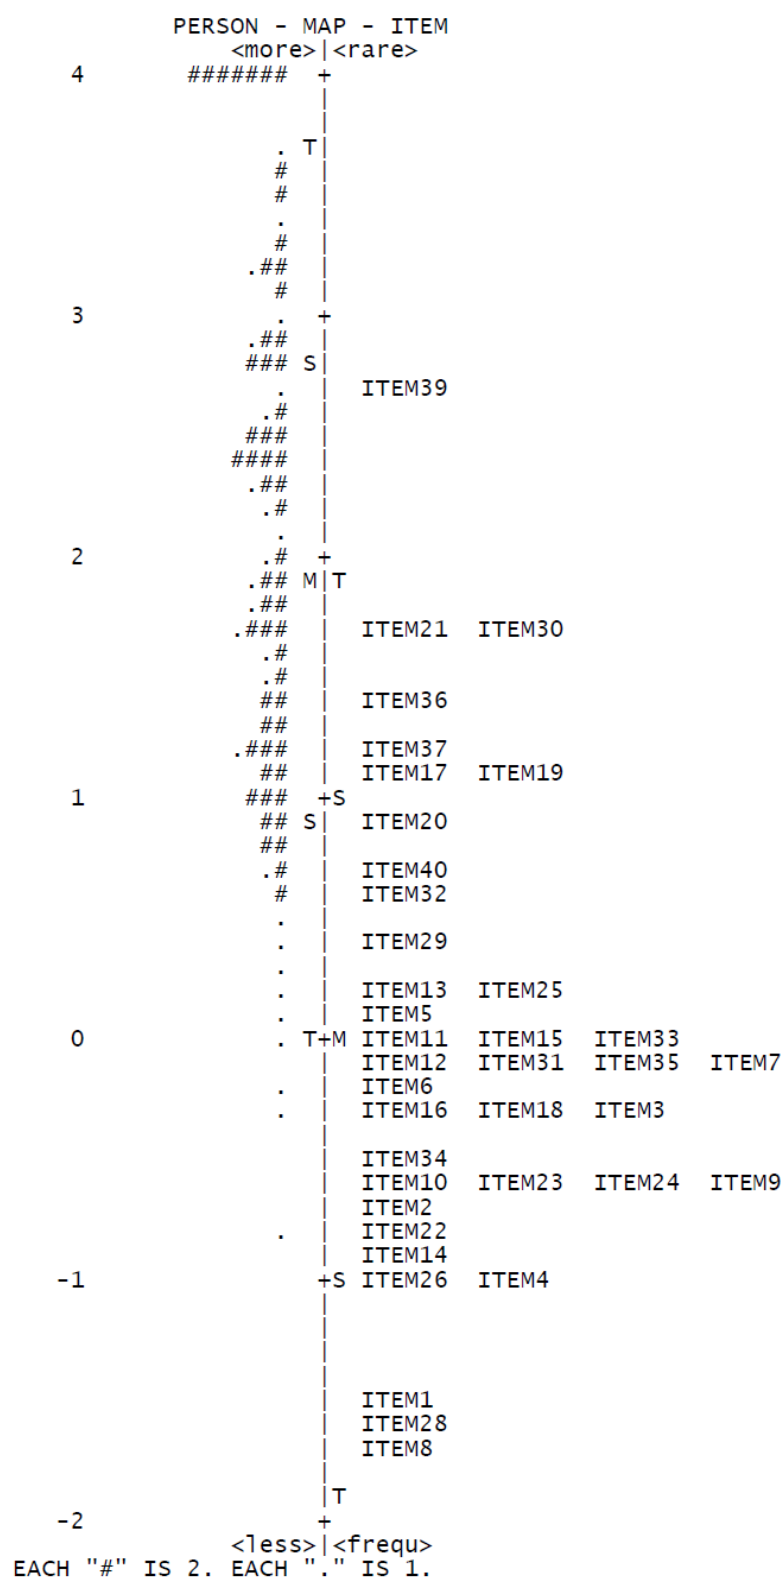 PERSON - MAP - ITEM
<more>|<rare>
4 ####### +
|
|
. T|
# |
# |
. |
# |
.## |
# |
3 . +
.## |
### S|
. | ITEM39
.# |
### |
#### |
.## |
.# |
. |
2 .# +
.## M|T
.## |
.### | ITEM21 ITEM30
.# |
.# |
## | ITEM36
## |
.### | ITEM37
## | ITEM17 ITEM19
1 ### +S
## S| ITEM20
## |
.# | ITEM40
# | ITEM32
. |
. | ITEM29
. |
. | ITEM13 ITEM25
. | ITEM5
0 . T+M ITEM11 ITEM15 ITEM33
| ITEM12 ITEM31 ITEM35 ITEM7
. | ITEM6
. | ITEM16 ITEM18 ITEM3
|
| ITEM34
| ITEM10 ITEM23 ITEM24 ITEM9
| ITEM2
. | ITEM22
| ITEM14
-1 +S ITEM26 ITEM4
|
|
|
|
| ITEM1
| ITEM28
| ITEM8
|
|T
-2 +
<less>|<frequ>
EACH "#" IS 2. EACH "." IS 1.